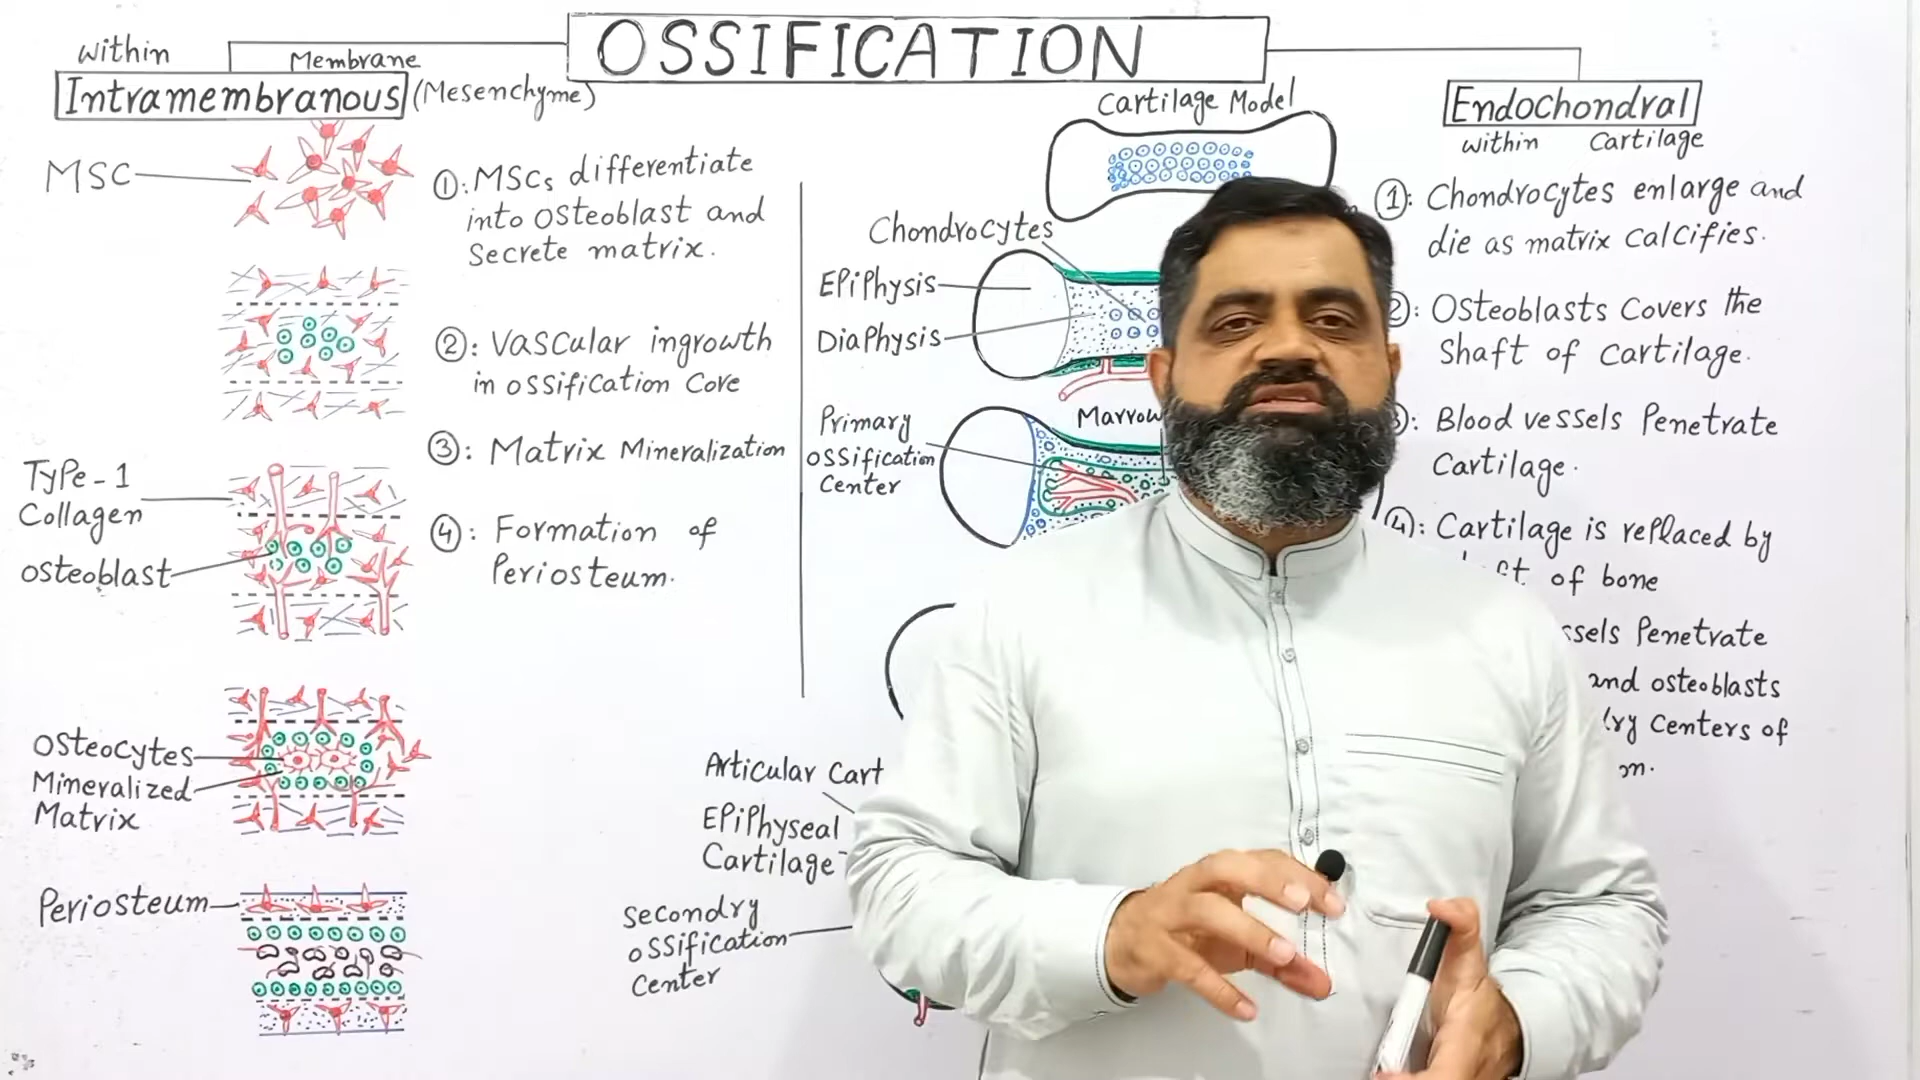 OSSIFICATION
within
Membrane
Intramembranous
(Mesenchyme)
MSC
①: MSCs differentiate
into osteoblast and
Secrete matrix.
②: Vascular ingrowth
in ossification Core
③: Matrix Mineralization
④: Formation of
Periosteum.
Type-1
Collagen
osteoblast
Osteocytes
Mineralized
Matrix
Periosteum
Cartilage Model
Chondrocytes
Epiphysis
Diaphysis
Primary
ossification
Center
Marrow
Articular Cart
Epiphyseal
Cartilage
Secondry
ossification
Center
Endochondral
within Cartilage
①: Chondrocytes enlarge and
die as matrix calcifies.
2: Osteoblasts Covers the
Shaft of cartilage.
3: Blood vessels Penetrate
Cartilage.
④: Cartilage is replaced by
of bone
Penetrate
and osteoblasts
Centers of